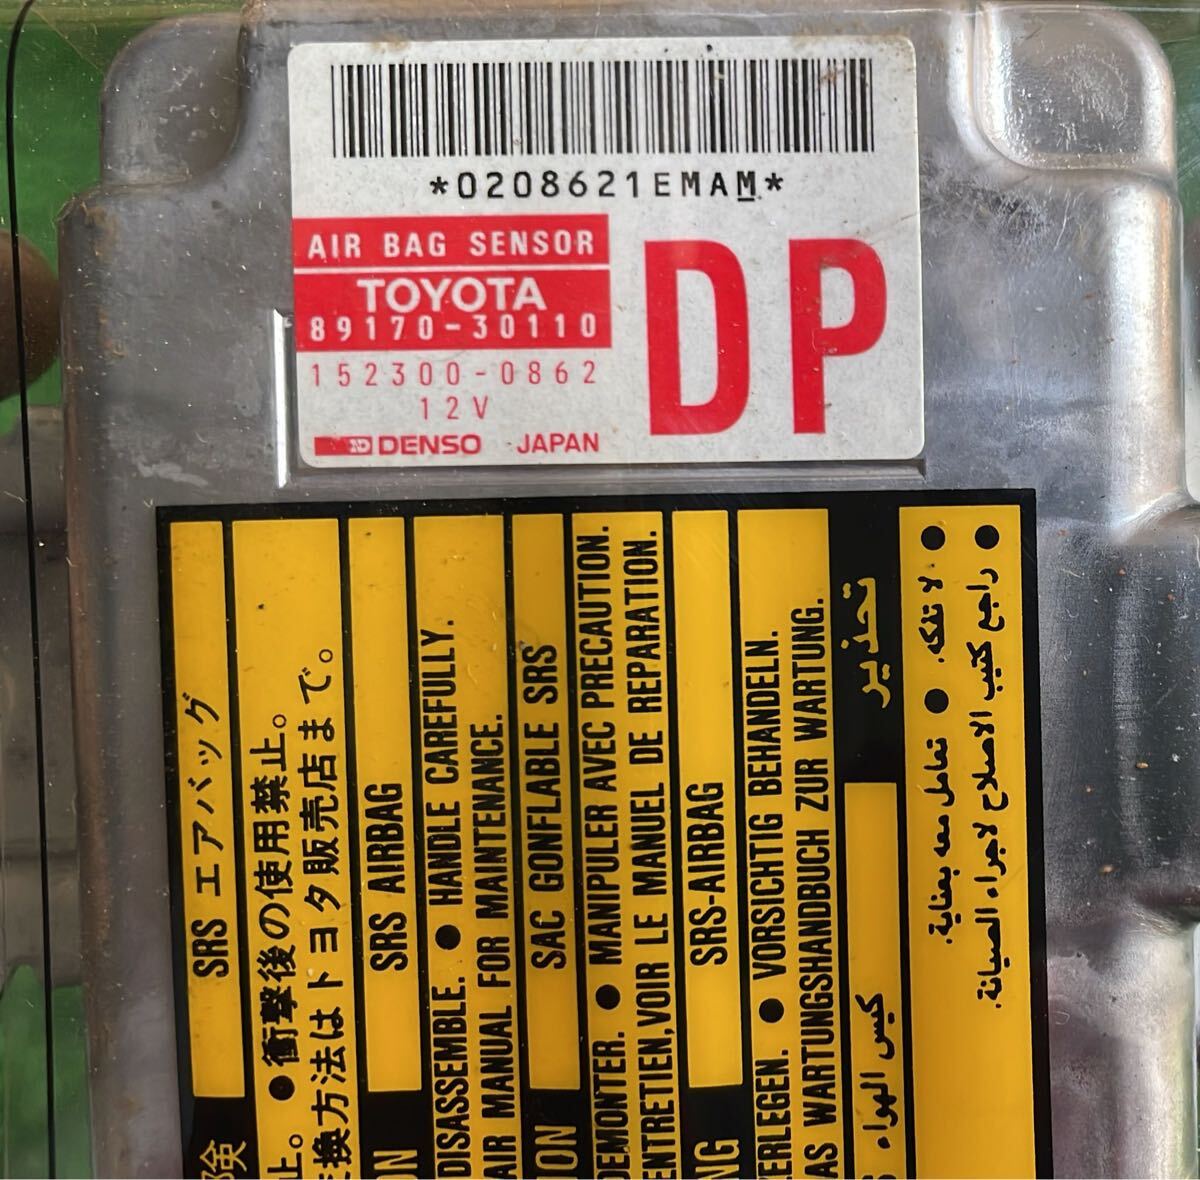 *0208621EMAM*
AIR BAG SENSOR
TOYOTA
89170-30110
152300-0862
12V
DENSO JAPAN
DP
SRS エアバッグ
止。 ●衝撃後の使用禁止。
換方法はトヨタ販売店まで。
SRS AIRBAG
DISASSEMBLE. ● HANDLE CAREFULLY.
AIR MANUAL FOR MAINTENANCE.
SAC GONFLABLE SRS
DEMONTER. ● MANIPULER AVEC PRECAUTION.
ENTRETIEN, VOIR LE MANUEL DE REPARATION.
SRS-AIRBAG
TERLEGEN. ● VORSICHTIG BEHANDELN.
AS WARTUNGSHANDBUCH ZUR WARTUNG.
تحذير
كيس الهواء
● لا تفكه. ● تعامل معه بعناية.
● راجع كتيب الاصلاح لاجراء الصيانة.